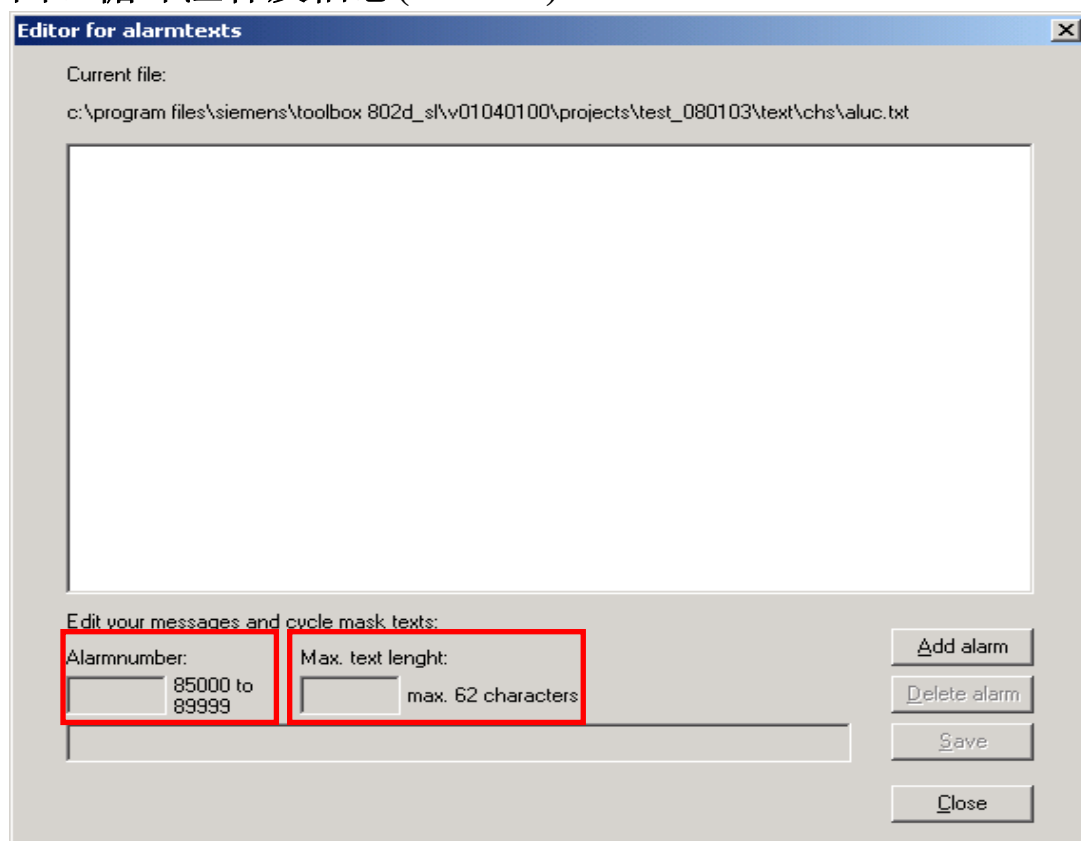 Editor for alarmtexts
Current file:
c:\program files\siemens\toolbox 802d_sl\v01040100\projects\test_080103\text\chs\aluc.txt
Edit your messages and cycle mask texts:
Alarmnumber:
85000 to
89999
Max. text lenght:
max. 62 characters
Add alarm
Delete alarm
Save
Close